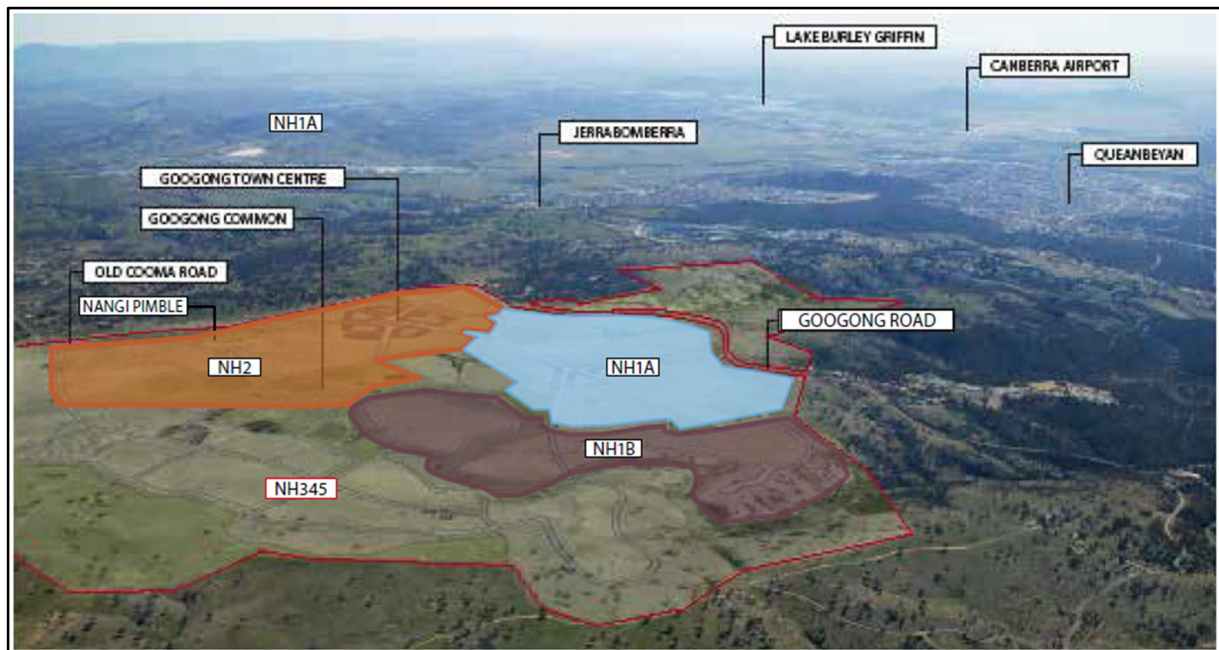 LAKE BURLEY GRIFFIN
CANBERRA AIRPORT
NH1A
JERRABOMBERRA
QUEANBEYAN
GOOGONG TOWN CENTRE
GOOGONG COMMON
OLD COOMA ROAD
NANGI PIMBLE
GOOGONG ROAD
NH2
NH1A
NH1B
NH345